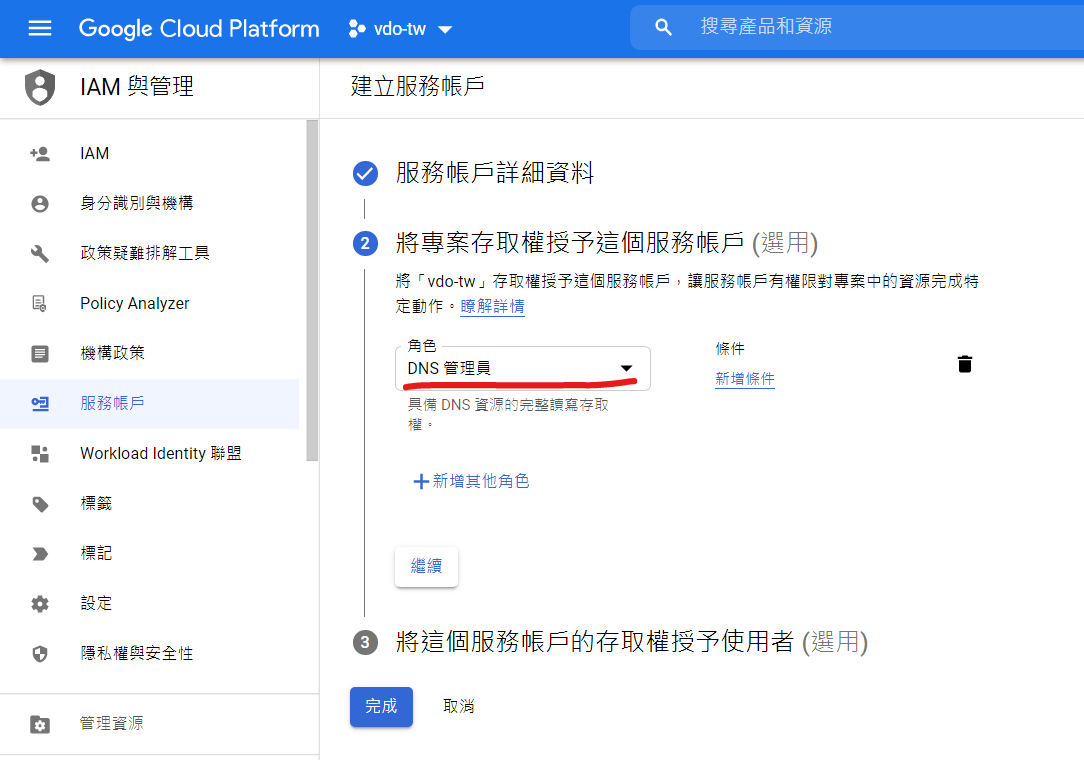 Google Cloud Platform
vdo-tw
搜尋產品和資源
IAM 與管理
IAM
身分識別與機構
政策疑難排解工具
Policy Analyzer
機構政策
服務帳戶
Workload Identity 聯盟
標籤
標記
設定
隱私權與安全性
管理資源
建立服務帳戶
服務帳戶詳細資料
2 將專案存取權授予這個服務帳戶 (選用)
將「vdo-tw」存取權授予這個服務帳戶，讓服務帳戶有權限對專案中的資源完成特
定動作。瞭解詳情
角色
DNS 管理員
具備 DNS 資源的完整讀寫存取
權。
條件
新增條件
新增其他角色
繼續
3 將這個服務帳戶的存取權授予使用者 (選用)
完成 取消